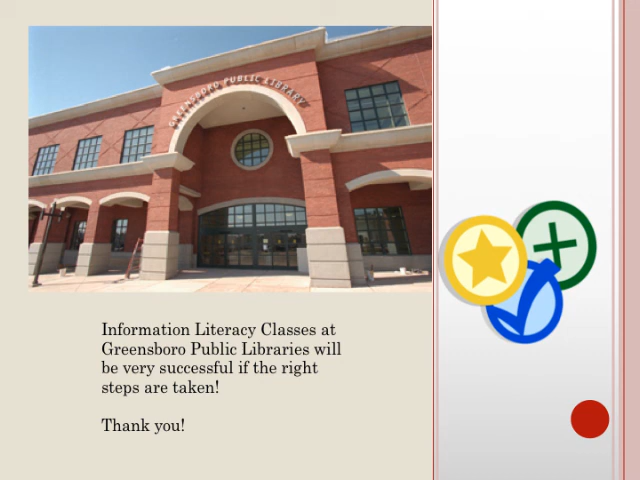 GREENSBORO PUBLIC LIBRARY
Information Literacy Classes at
Greensboro Public Libraries will
be very successful if the right
steps are taken!
Thank you!